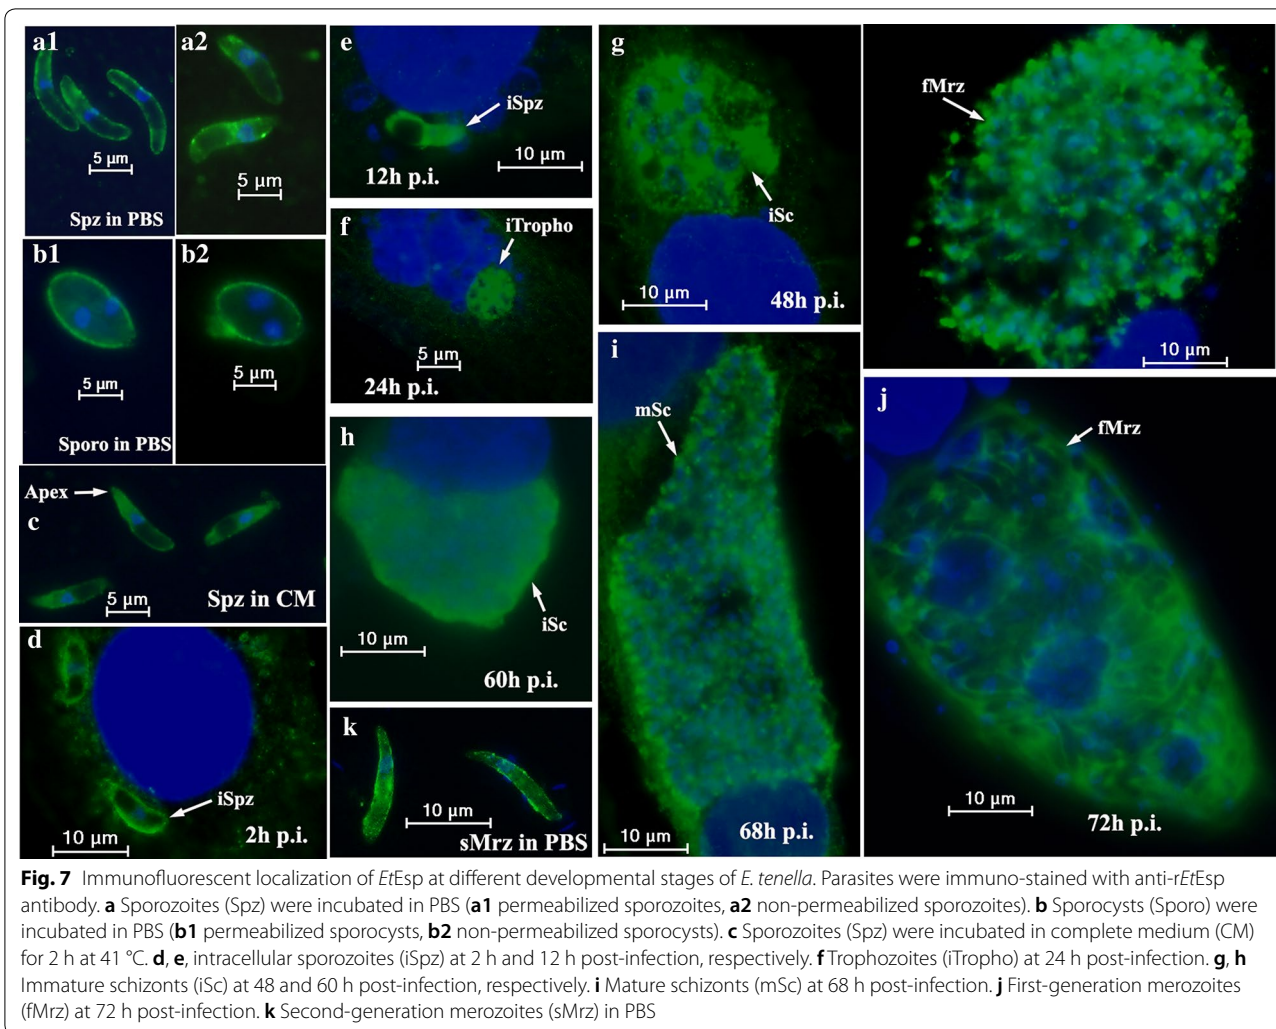 a1
5 µm
Spz in PBS
a2
5 µm
b1
5 µm
Sporo in PBS
b2
5 µm
Apex
c
5 µm
Spz in CM
d
iSpz
10 µm
2h p.i.
e
iSpz
10 µm
12h p.i.
f
iTropho
5 µm
24h p.i.
h
iSc
10 µm
60h p.i.
k
10 µm
sMrz in PBS
g
iSc
10 µm
48h p.i.
i
mSc
68h p.i.
10 µm
fMrz
10 µm
j
fMrz
10 µm
72h p.i.
Fig. 7 Immunofluorescent localization of EtEsp at different developmental stages of E. tenella. Parasites were immuno-stained with anti-rEtEsp
antibody. a Sporozoites (Spz) were incubated in PBS (a1 permeabilized sporozoites, a2 non-permeabilized sporozoites). b Sporocysts (Sporo) were
incubated in PBS (b1 permeabilized sporocysts, b2 non-permeabilized sporocysts). c Sporozoites (Spz) were incubated in complete medium (CM)
for 2 h at 41 °C. d, e, intracellular sporozoites (iSpz) at 2 h and 12 h post-infection, respectively. f Trophozoites (iTropho) at 24 h post-infection. g, h
Immature schizonts (iSc) at 48 and 60 h post-infection, respectively. i Mature schizonts (mSc) at 68 h post-infection. j First-generation merozoites
(fMrz) at 72 h post-infection. k Second-generation merozoites (sMrz) in PBS